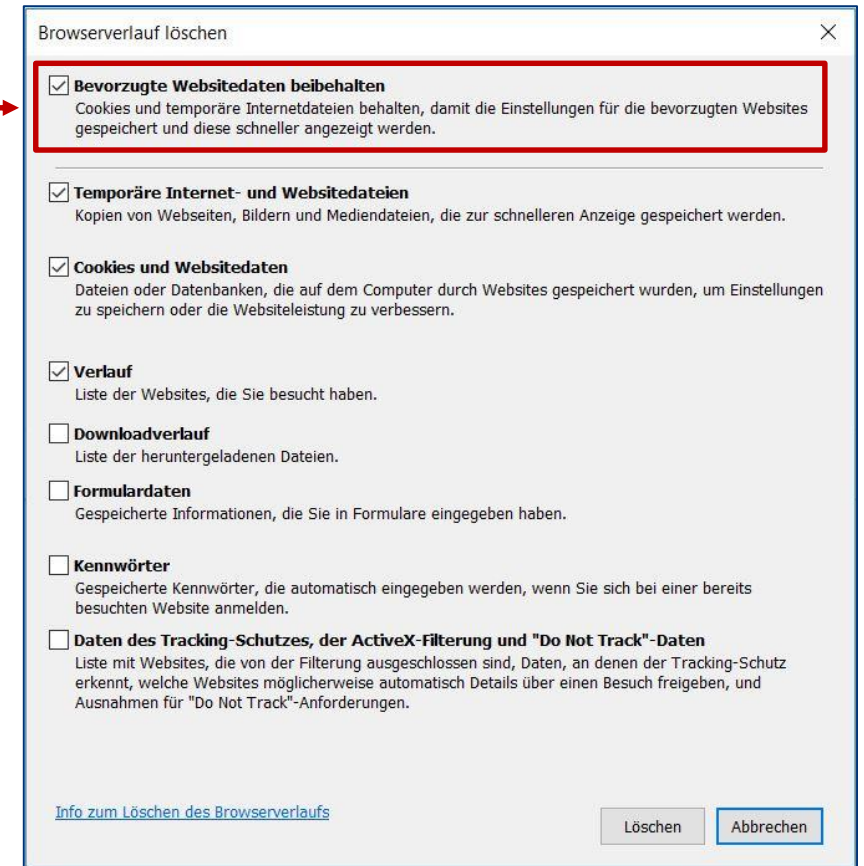 Browserverlauf löschen
Bevorzugte Websitedaten beibehalten
Cookies und temporäre Internetdateien behalten, damit die Einstellungen für die bevorzugten Websites
gespeichert und diese schneller angezeigt werden.
Temporäre Internet- und Websitedateien
Kopien von Webseiten, Bildern und Mediendateien, die zur schnelleren Anzeige gespeichert werden.
Cookies und Websitedaten
Dateien oder Datenbanken, die auf dem Computer durch Websites gespeichert wurden, um Einstellungen
zu speichern oder die Websiteleistung zu verbessern.
Verlauf
Liste der Websites, die Sie besucht haben.
Downloadverlauf
Liste der heruntergeladenen Dateien.
Formulardaten
Gespeicherte Informationen, die Sie in Formulare eingegeben haben.
Kennwörter
Gespeicherte Kennwörter, die automatisch eingegeben werden, wenn Sie sich bei einer bereits
besuchten Website anmelden.
Daten des Tracking-Schutzes, der ActiveX-Filterung und "Do Not Track"-Daten
Liste mit Websites, die von der Filterung ausgeschlossen sind, Daten, an denen der Tracking-Schutz
erkennt, welche Websites möglicherweise automatisch Details über einen Besuch freigeben, und
Ausnahmen für "Do Not Track"-Anforderungen.
Info zum Löschen des Browserverlaufs
Löschen
Abbrechen